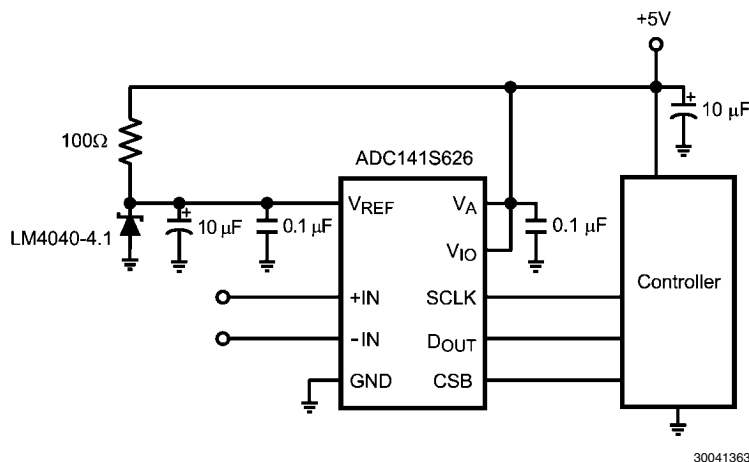 +5V
+
10 µF
100Ω
ADC141S626
LM4040-4.1
+
10 µF
0.1 µF
VREF
VA
0.1 µF
VIO
Controller
+IN
SCLK
-IN
DOUT
GND
CSB
30041363